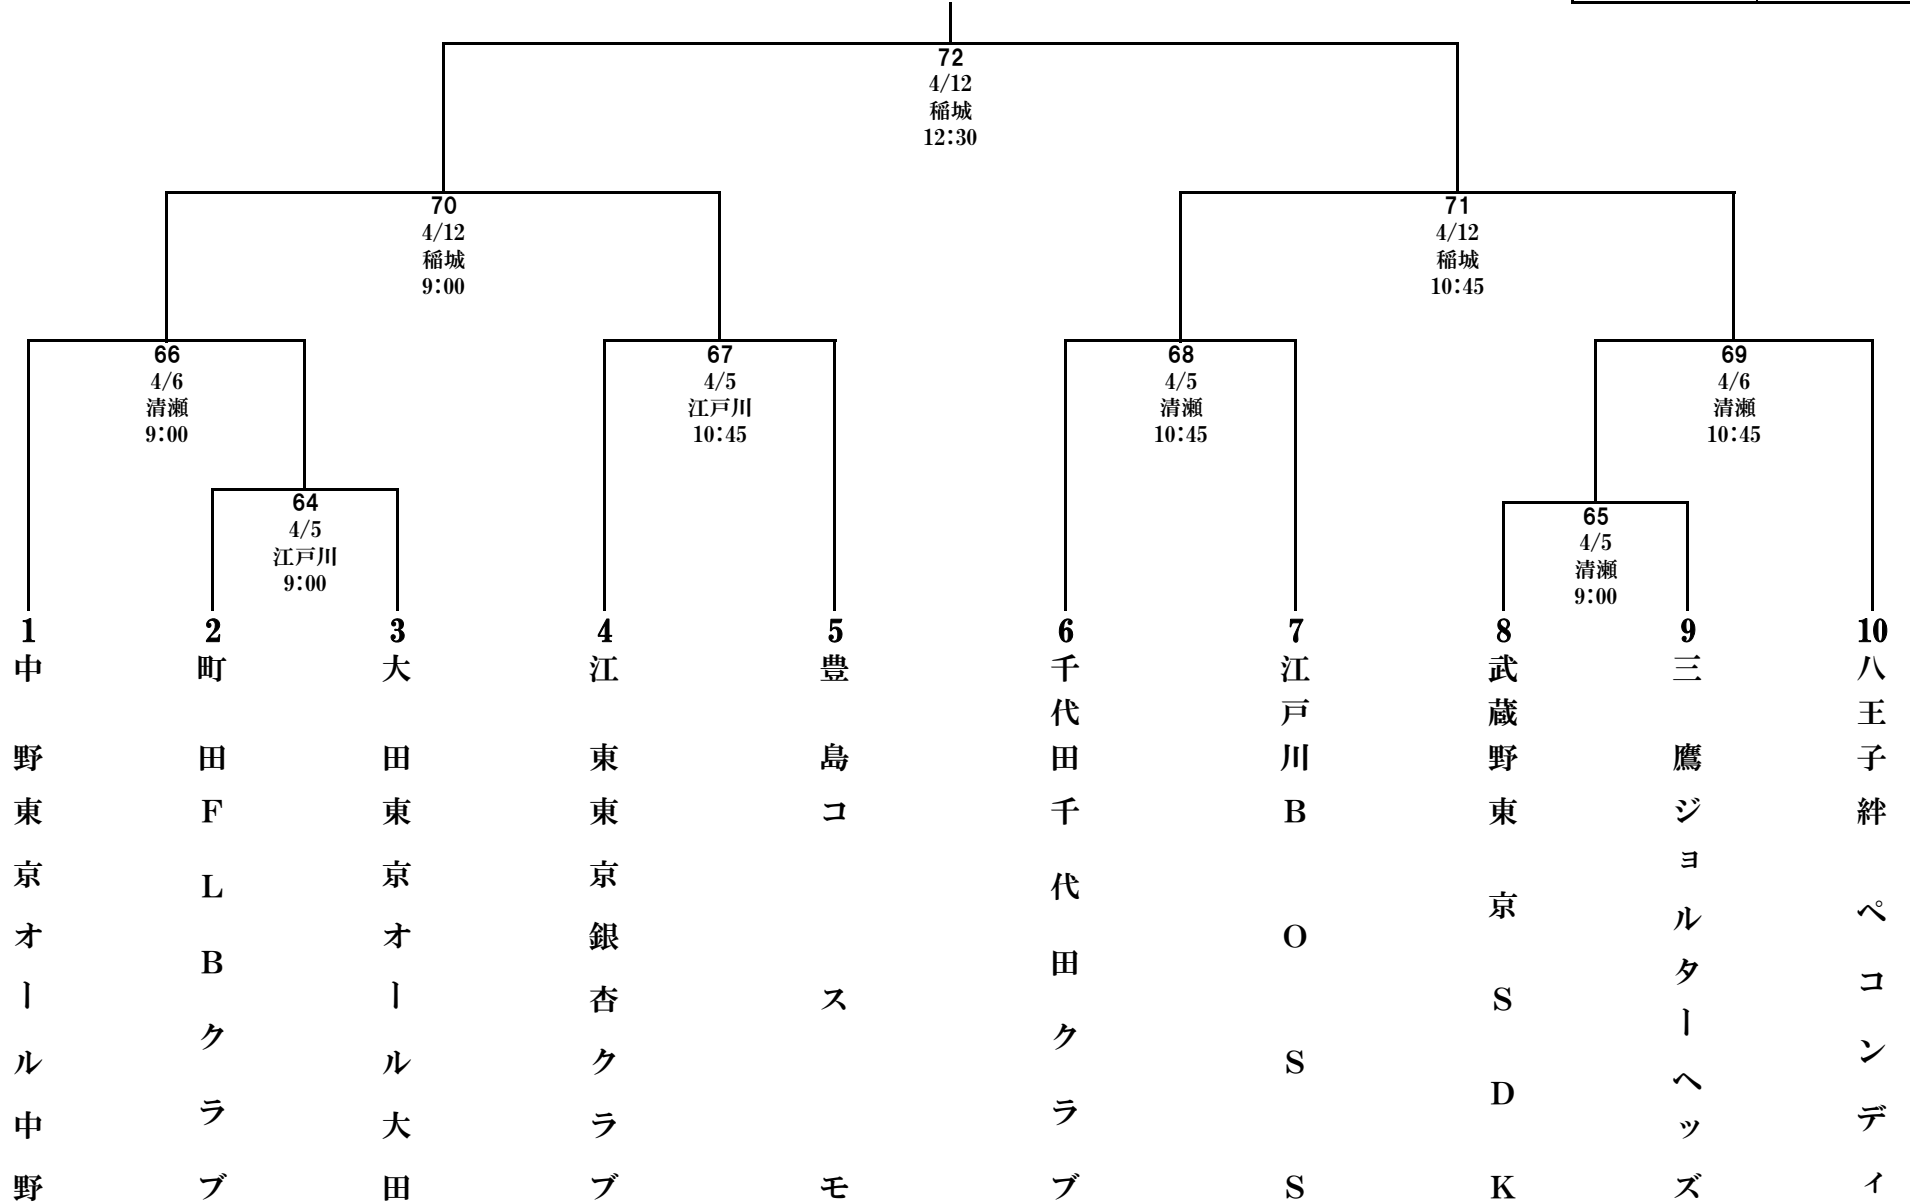 72
4/12
稲城
12:30
70
4/12
稲城
9:00
71
4/12
稲城
10:45
66
4/6
清瀬
9:00
67
4/5
江戸川
10:45
68
4/5
清瀬
10:45
69
4/6
清瀬
10:45
64
4/5
江戸川
9:00
65
4/5
清瀬
9:00
1
中野
東京オール中野
2
町田
FLBクラブ
3
大田
東京オール大田
4
江東
東京銀杏クラブ
5
豊島
コスモ
6
千代田
千代田クラブ
7
江戸川
BOSS
8
武蔵野
東京SDK
9
三鷹
ジョルターヘッズ
10
八王子
絆ペコンディ